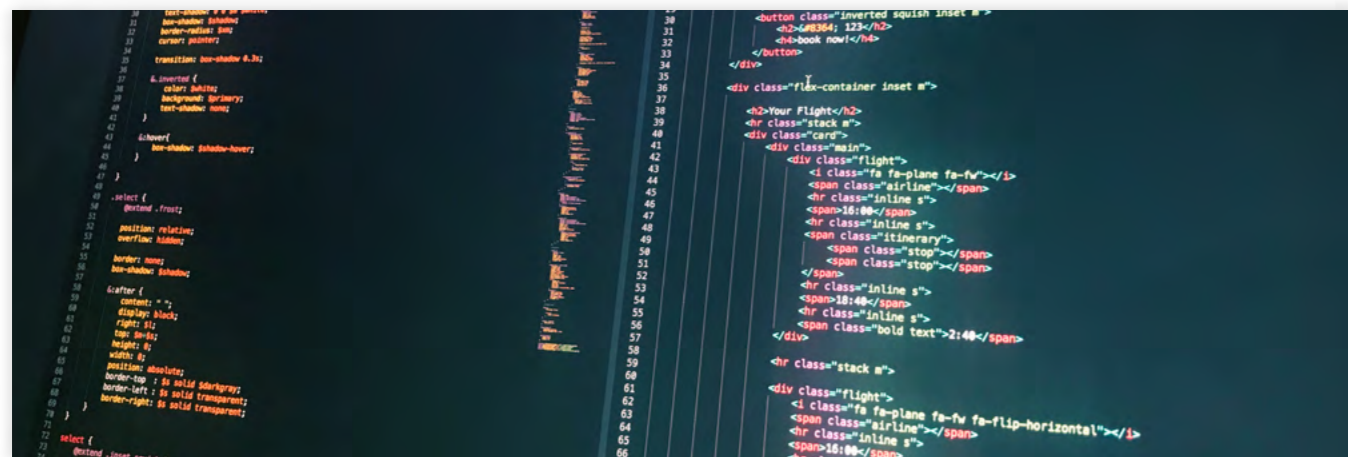 box-shadow: $shadow;
border-radius: $xm;
cursor: pointer;
transition: box-shadow 0.3s;
&.inverted {
color: $white;
background: $primary;
text-shadow: none;
}
&:hover{
box-shadow: $shadow-hover;
}
}
.select {
@extend .frost;
position: relative;
overflow: hidden;
border: none;
box-shadow: $shadow;
&:after {
content: " ";
display: block;
right: $l;
top: $m+$s;
height: 0;
width: 0;
position: absolute;
border-top : $s solid $darkgray;
border-left : $s solid transparent;
border-right: $s solid transparent;
}
}
select {
30 <button class="inverted squish inset m">
31 <h2>&#8364; 123</h2>
32 <h4>book now!</h4>
33 </button>
34 </div>
35
36 <div class="flex-container inset m">
37
38 <h2>Your Flight</h2>
39 <hr class="stack m">
40 <div class="card">
41 <div class="main">
42 <div class="flight">
43 <i class="fa fa-plane fa-fw"></i>
44 <span class="airline"></span>
45 <hr class="inline s">
46 <span>16:00</span>
47 <hr class="inline s">
48 <span class="itinerary">
49 <span class="stop"></span>
50 <span class="stop"></span>
51 </span>
52 <hr class="inline s">
53 <span>18:40</span>
54 <hr class="inline s">
55 <span class="bold text">2:40</span>
56 </div>
57
58 <hr class="stack m">
59
60 <div class="flight">
61 <i class="fa fa-plane fa-fw fa-flip-horizontal"></i>
62 <span class="airline"></span>
63 <hr class="inline s">
64 <span>16:00</span>
65
66